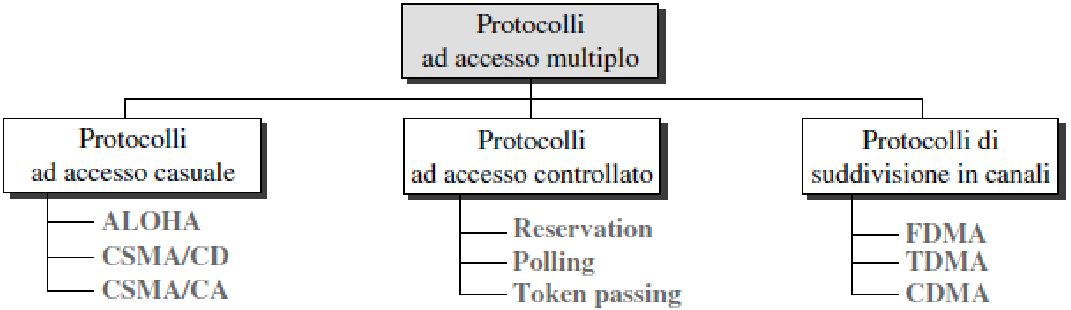 Protocolli
ad accesso multiplo
Protocolli
ad accesso casuale
ALOHA
CSMA/CD
CSMA/CA
Protocolli
ad accesso controllato
Reservation
Polling
Token passing
Protocolli di
suddivisione in canali
FDMA
TDMA
CDMA